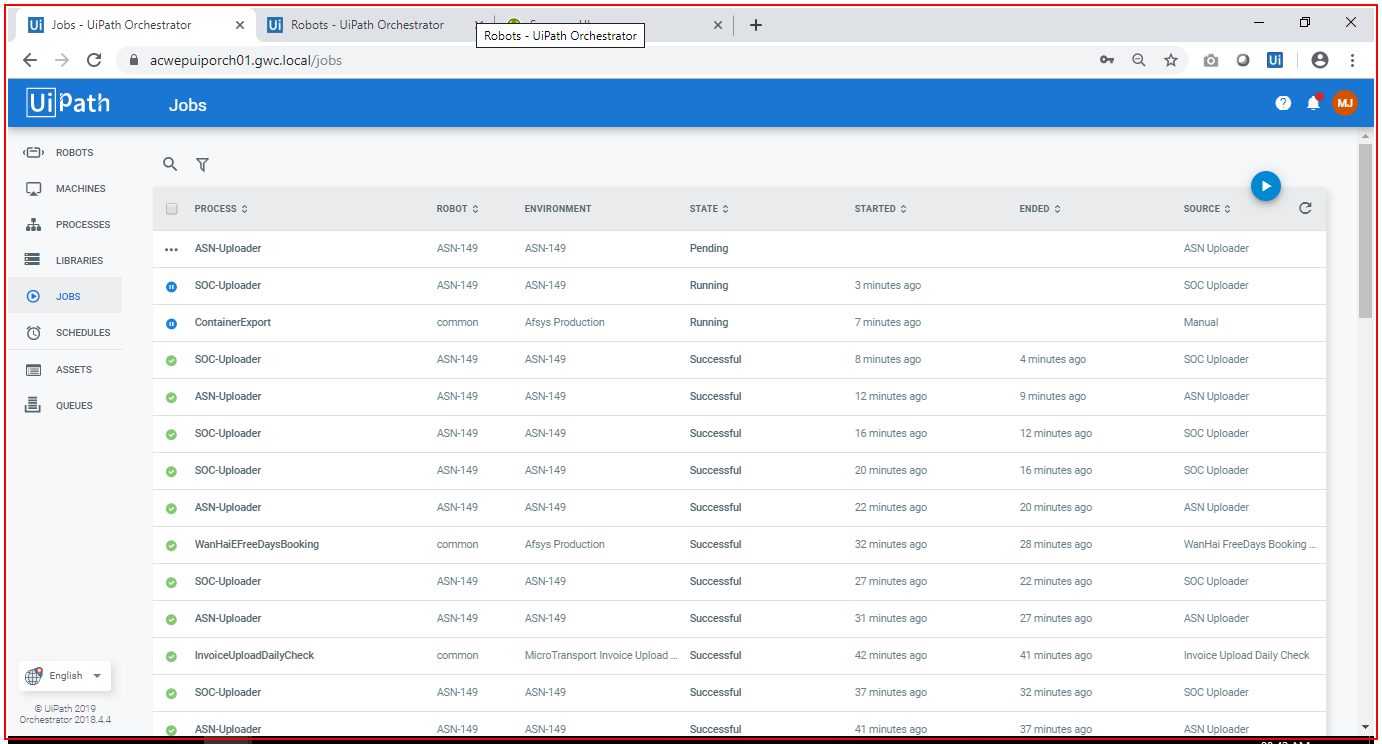 Ui Jobs - UiPath Orchestrator Ui Robots - UiPath Orchestrator
Robots - UiPath Orchestrator
acwepuiporch01.gwc.local/jobs Ui
UiPath Jobs ? MJ
ROBOTS
MACHINES
PROCESSES
LIBRARIES
JOBS
SCHEDULES
ASSETS
QUEUES
PROCESS ROBOT ENVIRONMENT STATE STARTED ENDED SOURCE
ASN-Uploader ASN-149 ASN-149 Pending ASN Uploader
SOC-Uploader ASN-149 ASN-149 Running 3 minutes ago SOC Uploader
ContainerExport common Afsys Production Running 7 minutes ago Manual
SOC-Uploader ASN-149 ASN-149 Successful 8 minutes ago 4 minutes ago SOC Uploader
ASN-Uploader ASN-149 ASN-149 Successful 12 minutes ago 9 minutes ago ASN Uploader
SOC-Uploader ASN-149 ASN-149 Successful 16 minutes ago 12 minutes ago SOC Uploader
SOC-Uploader ASN-149 ASN-149 Successful 20 minutes ago 16 minutes ago SOC Uploader
ASN-Uploader ASN-149 ASN-149 Successful 22 minutes ago 20 minutes ago ASN Uploader
WanHaiEFreeDaysBooking common Afsys Production Successful 32 minutes ago 28 minutes ago WanHai FreeDays Booking ...
SOC-Uploader ASN-149 ASN-149 Successful 27 minutes ago 22 minutes ago SOC Uploader
ASN-Uploader ASN-149 ASN-149 Successful 31 minutes ago 27 minutes ago ASN Uploader
InvoiceUploadDailyCheck common MicroTransport Invoice Upload ... Successful 42 minutes ago 41 minutes ago Invoice Upload Daily Check
SOC-Uploader ASN-149 ASN-149 Successful 37 minutes ago 32 minutes ago SOC Uploader
ASN-Uploader ASN-149 ASN-149 Successful 41 minutes ago 37 minutes ago ASN Uploader
English
© UiPath 2019
Orchestrator 2018.4.4